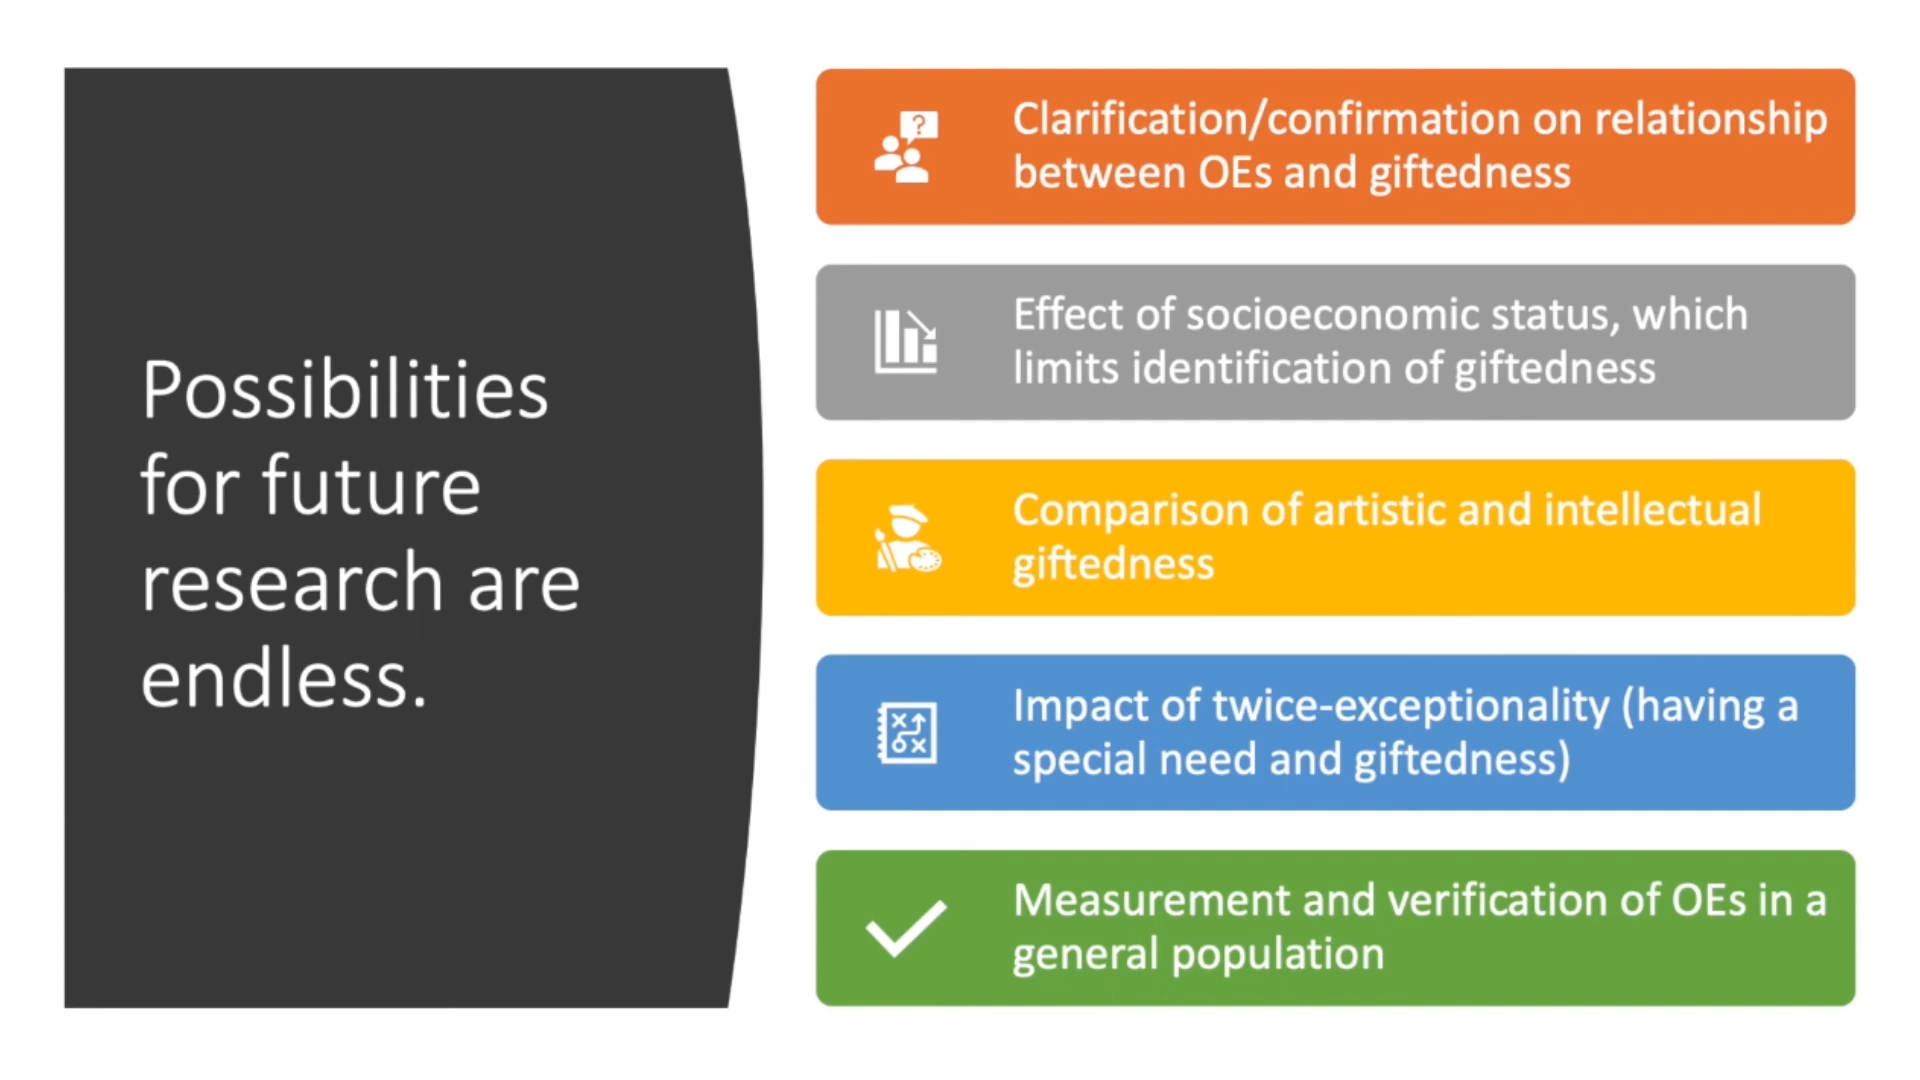 Possibilities
for future
research are
endless.
?
Clarification/confirmation on relationship
between OEs and giftedness
Effect of socioeconomic status, which
limits identification of giftedness
Comparison of artistic and intellectual
giftedness
Impact of twice-exceptionality (having a
special need and giftedness)
Measurement and verification of OEs in a
general population